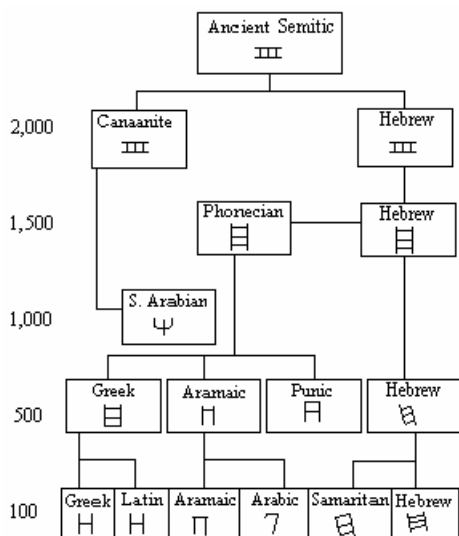 Ancient Semitic
2,000
Canaanite
Hebrew
1,500
Phonecian
Hebrew
S. Arabian
1,000
Greek
Aramaic
Punic
Hebrew
500
Greek
Latin
Aramaic
Arabic
Samaritan
Hebrew
100